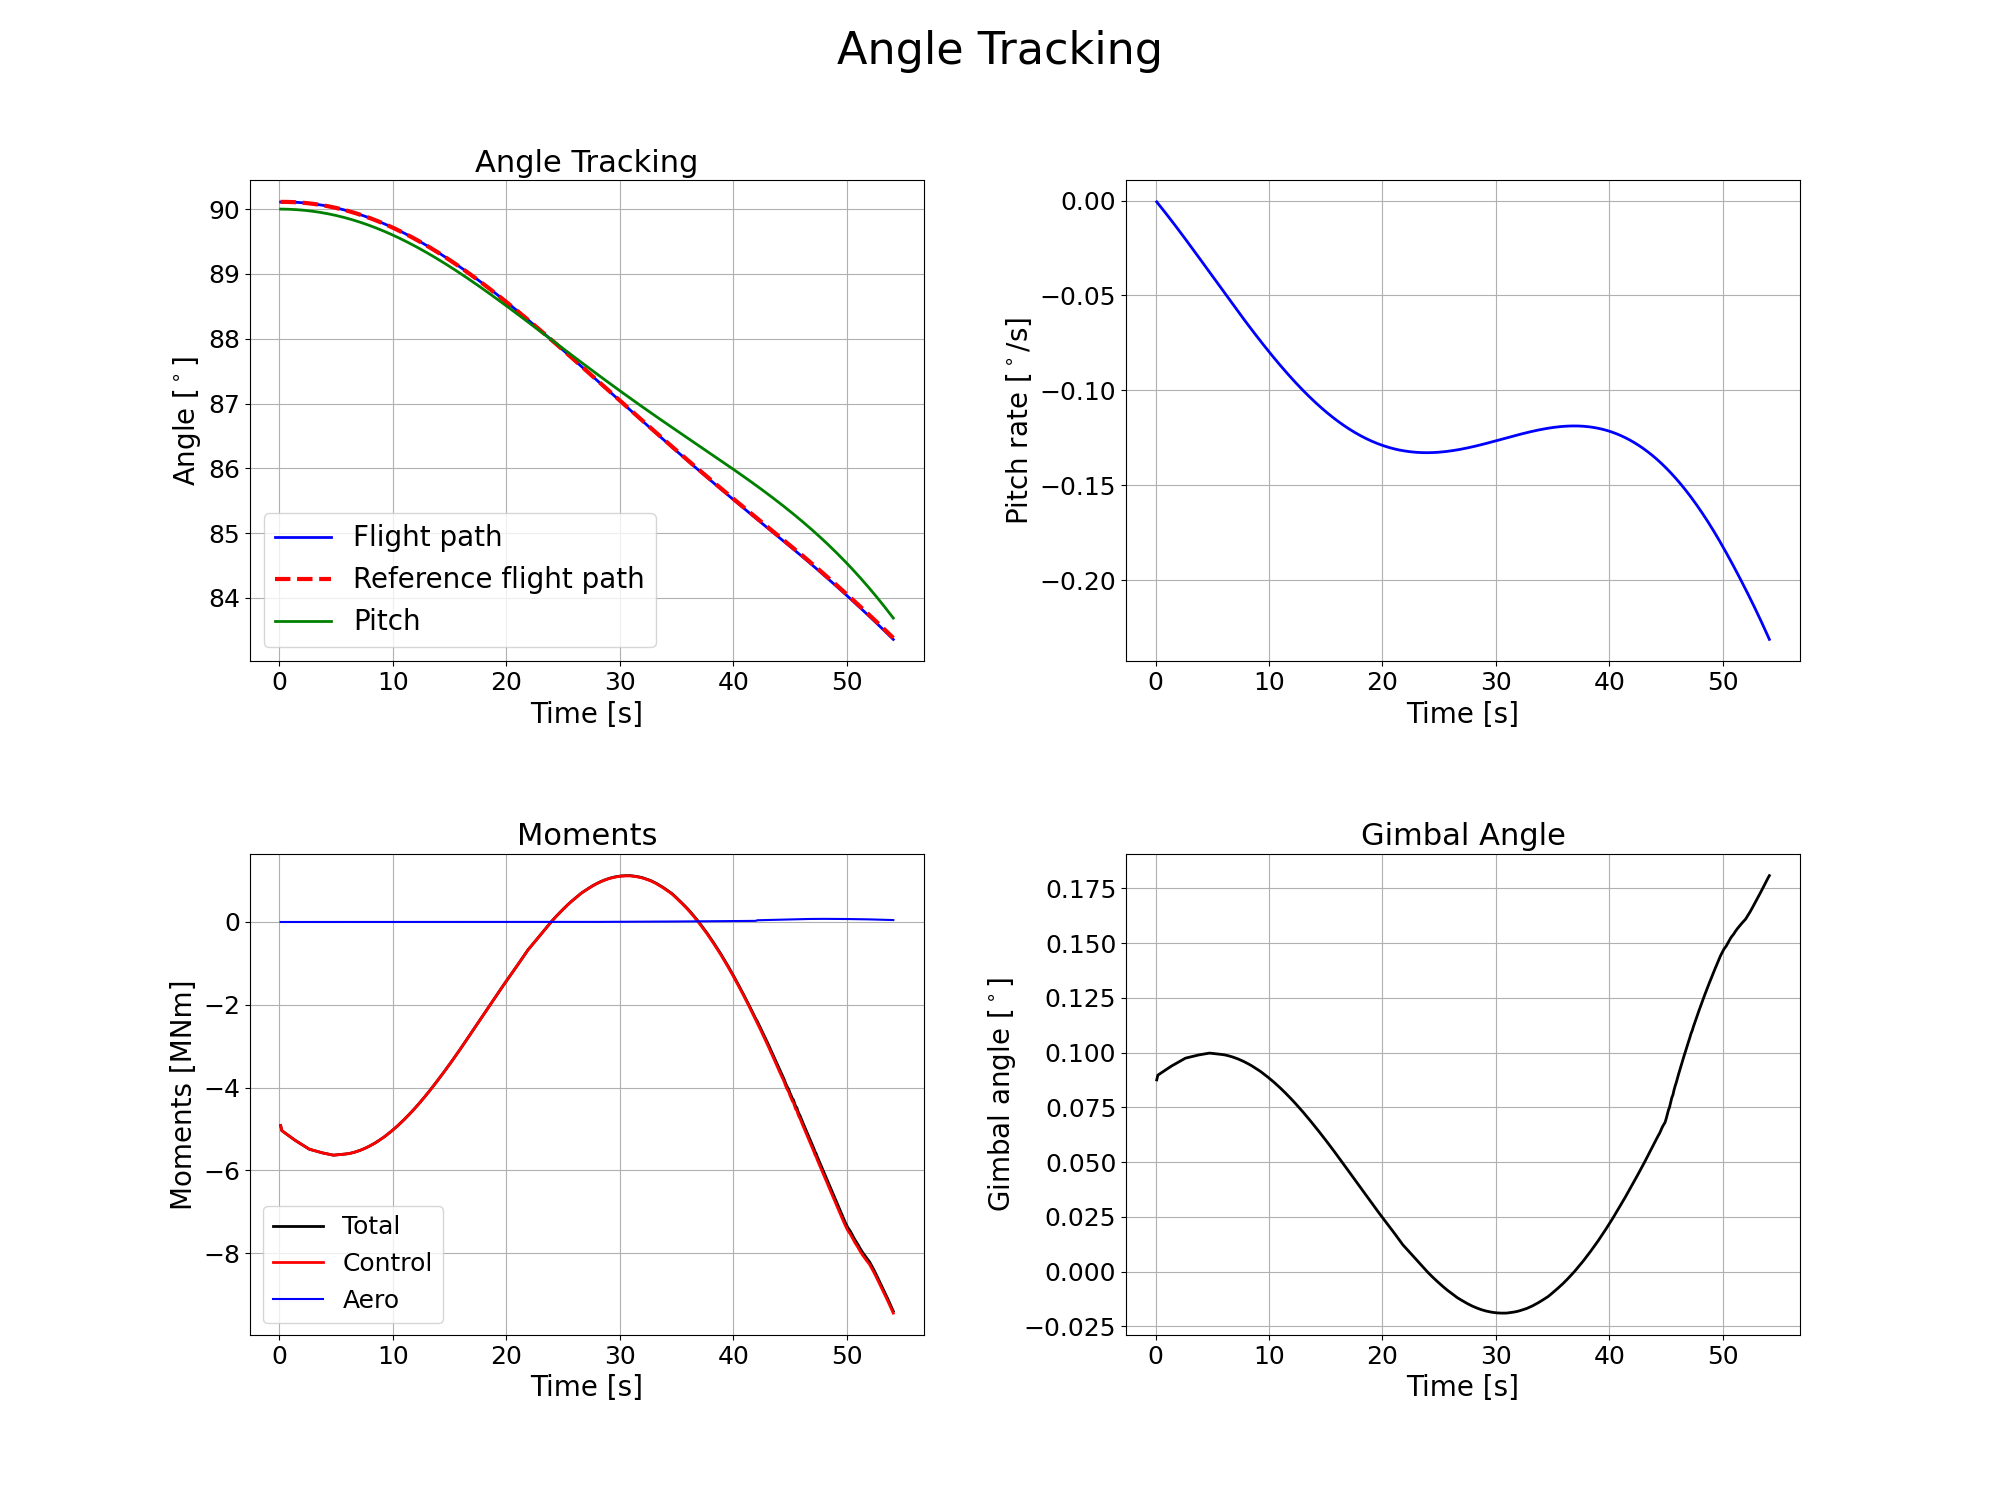 Angle Tracking
Angle Tracking
90
89
88
87
86
85
84
Angle [°]
Flight path
Reference flight path
Pitch
0 10 20 30 40 50
Time [s]
0.00
−0.05
−0.10
−0.15
−0.20
Pitch rate [°/s]
0 10 20 30 40 50
Time [s]
Moments
0
−2
−4
−6
−8
Moments [MNm]
Total
Control
Aero
0 10 20 30 40 50
Time [s]
Gimbal Angle
0.175
0.150
0.125
0.100
0.075
0.050
0.025
0.000
−0.025
Gimbal angle [°]
0 10 20 30 40 50
Time [s]